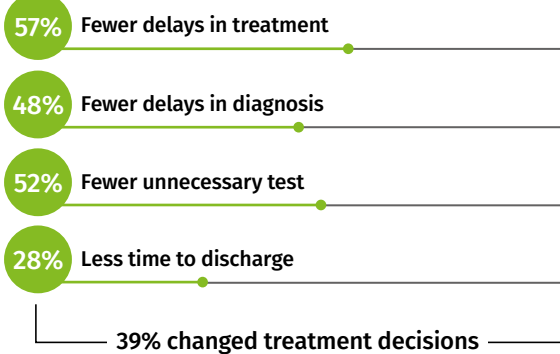 57% Fewer delays in treatment
48% Fewer delays in diagnosis
52% Fewer unnecessary test
28% Less time to discharge
39% changed treatment decisions